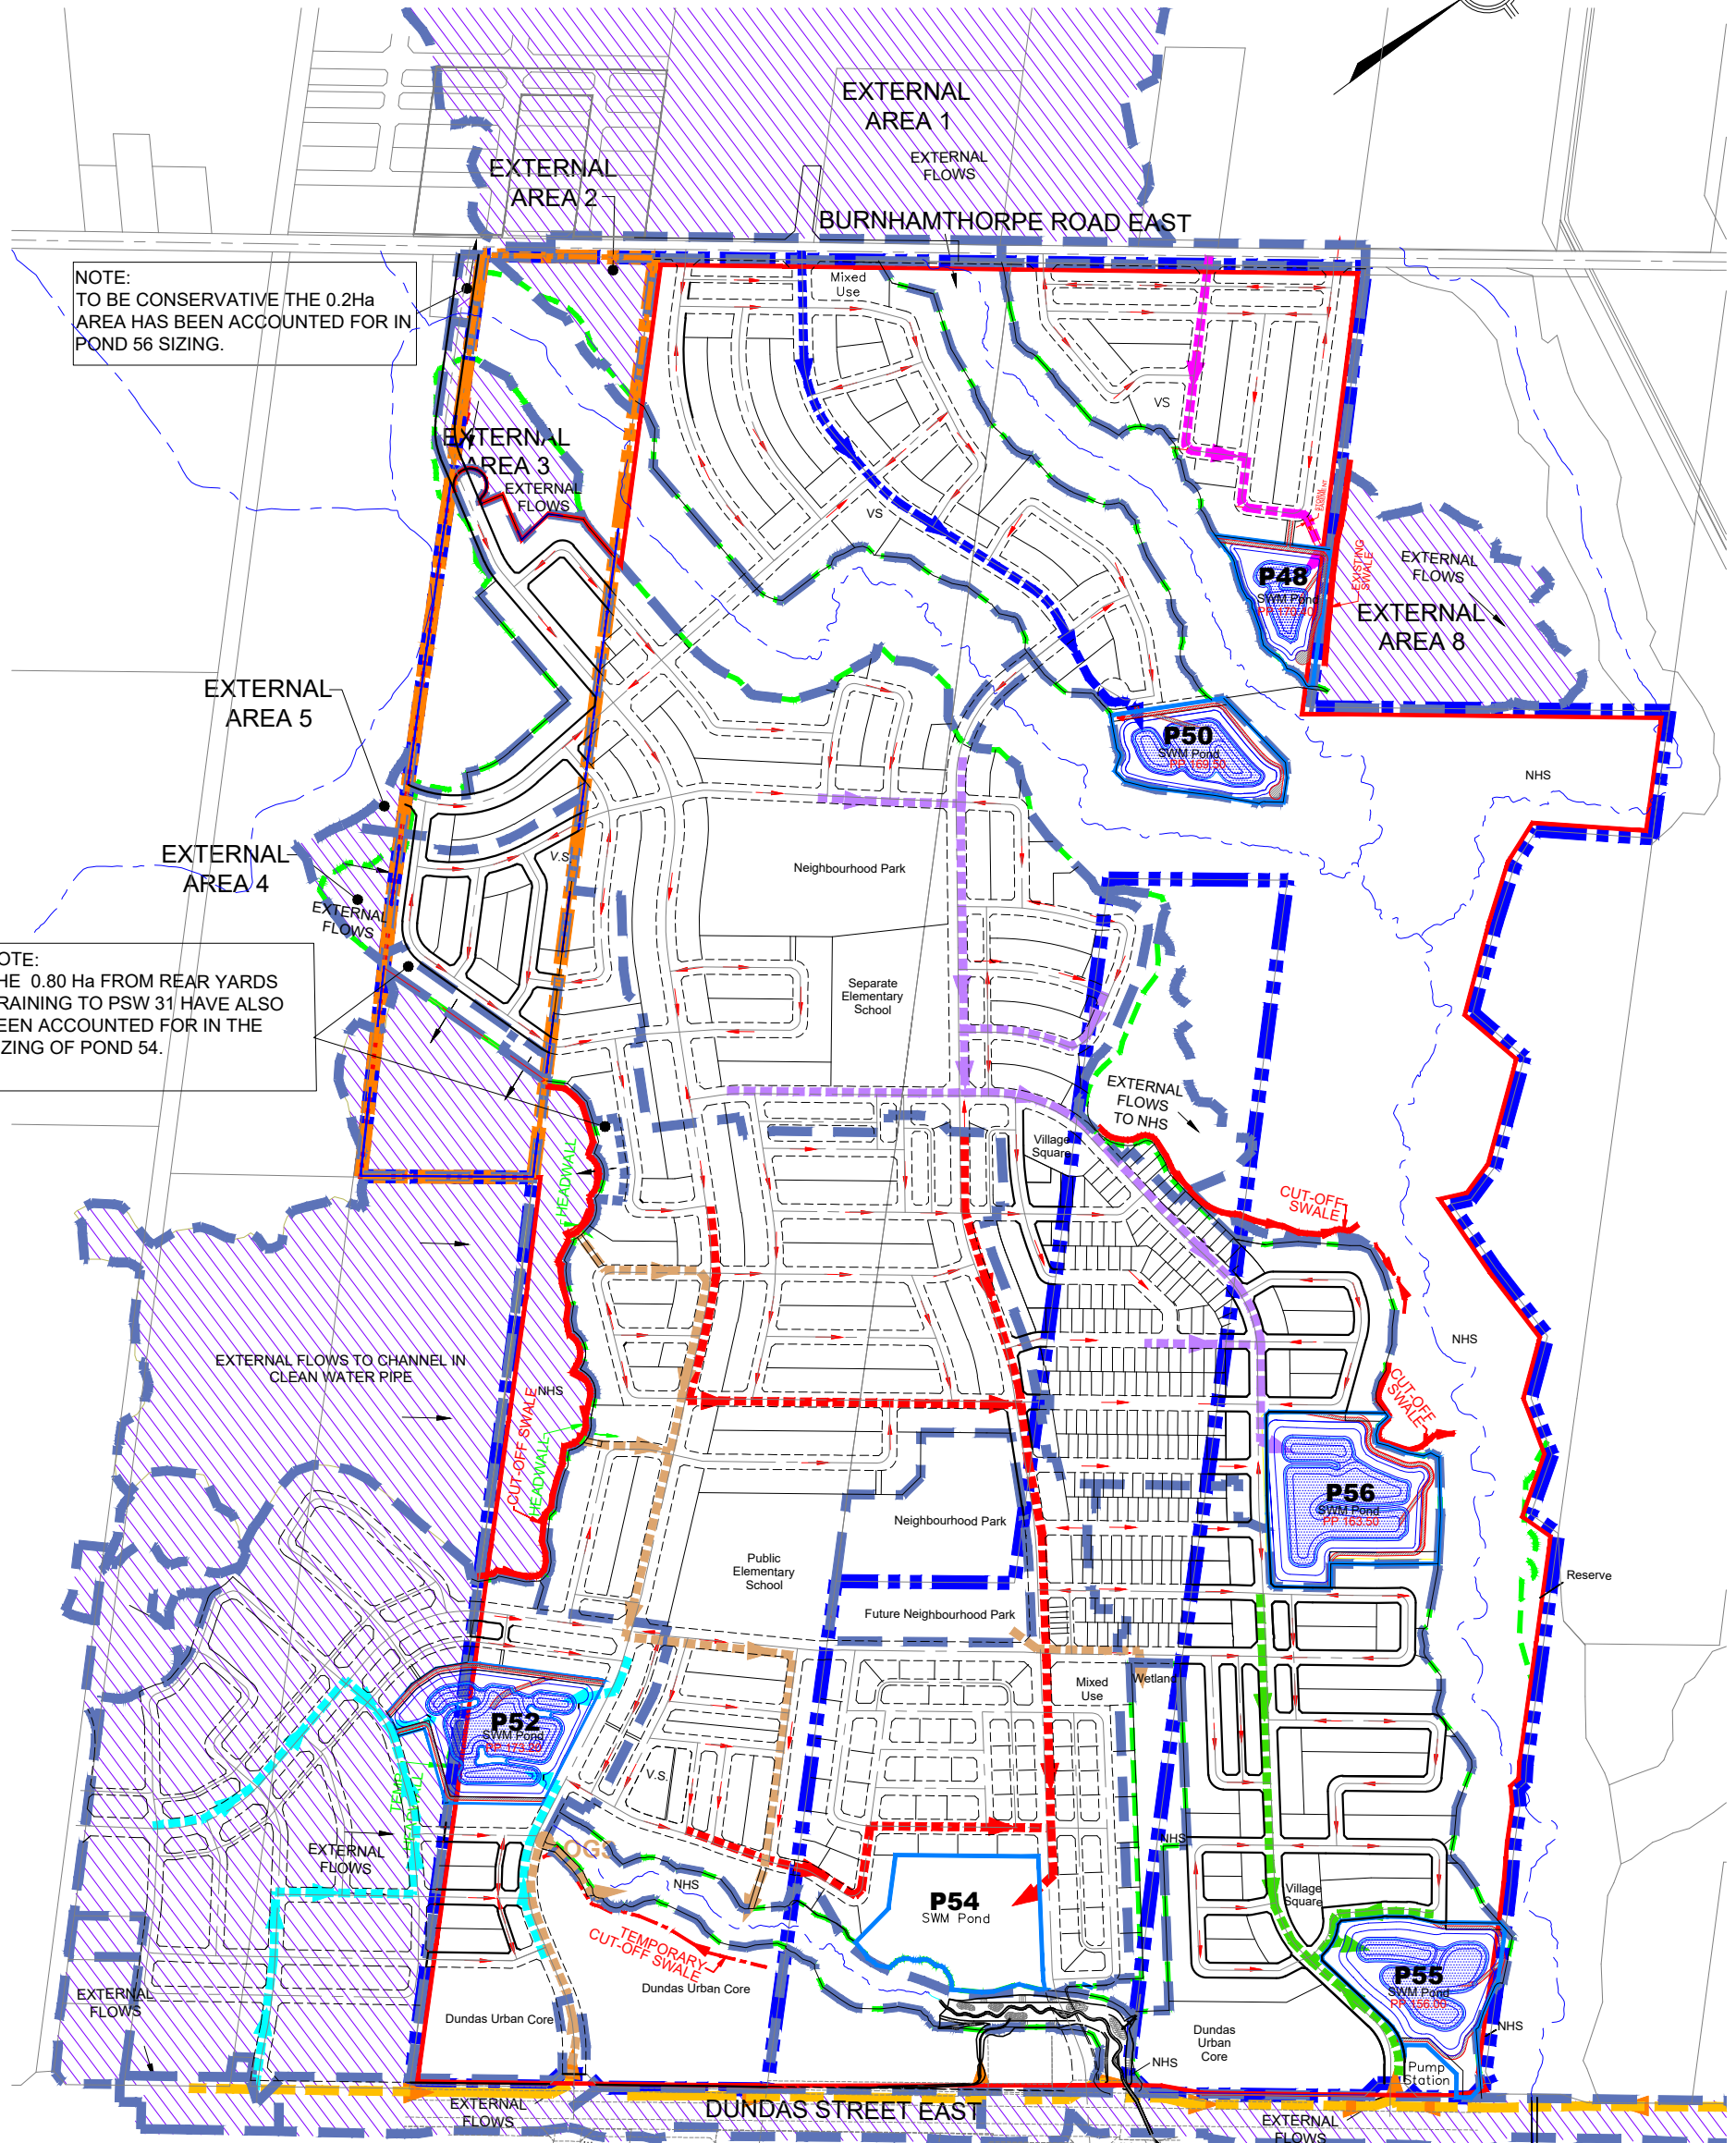 EXTERNAL
AREA 1
EXTERNAL
FLOWS
EXTERNAL
AREA 2
BURNHAMTHORPE ROAD EAST
NOTE:
TO BE CONSERVATIVE THE 0.2Ha
AREA HAS BEEN ACCOUNTED FOR IN
POND 56 SIZING.
Mixed
Use
VS
EXTERNAL
AREA 3
EXTERNAL
FLOWS
VS
P48
SWM Pond
EXISTING
SWALE
EXTERNAL
FLOWS
EXTERNAL
AREA 8
EXTERNAL
AREA 5
P50
SWM Pond
PP 169.50
NHS
EXTERNAL
AREA 4
V.S.
Neighbourhood Park
EXTERNAL
FLOWS
OTE:
HE 0.80 Ha FROM REAR YARDS
RAINING TO PSW 31 HAVE ALSO
EEN ACCOUNTED FOR IN THE
IZING OF POND 54.
Separate
Elementary
School
EXTERNAL
FLOWS
TO NHS
Village
Square
HEADWALL
CUT-OFF
SWALE
NHS
EXTERNAL FLOWS TO CHANNEL IN
CLEAN WATER PIPE
NHS
CUT-OFF SWALE
HEADWALL
CUT-OFF
SWALE
P56
SWM Pond
PP 163.50
Neighbourhood Park
Public
Elementary
School
Reserve
Future Neighbourhood Park
Mixed
Use
Wetland
P52
SWM Pond
V.S.
TEMP
EXTERNAL
FLOWS
OGS
NHS
NHS
Village
Square
P54
SWM Pond
TEMPORARY
CUT-OFF SWALE
Dundas Urban Core
P55
SWM Pond
PP 156.00
EXTERNAL
FLOWS
Dundas Urban Core
Dundas
Urban
Core
NHS
NHS
Pump
Station
EXTERNAL
FLOWS
DUNDAS STREET EAST
EXTERNAL
FLOWS